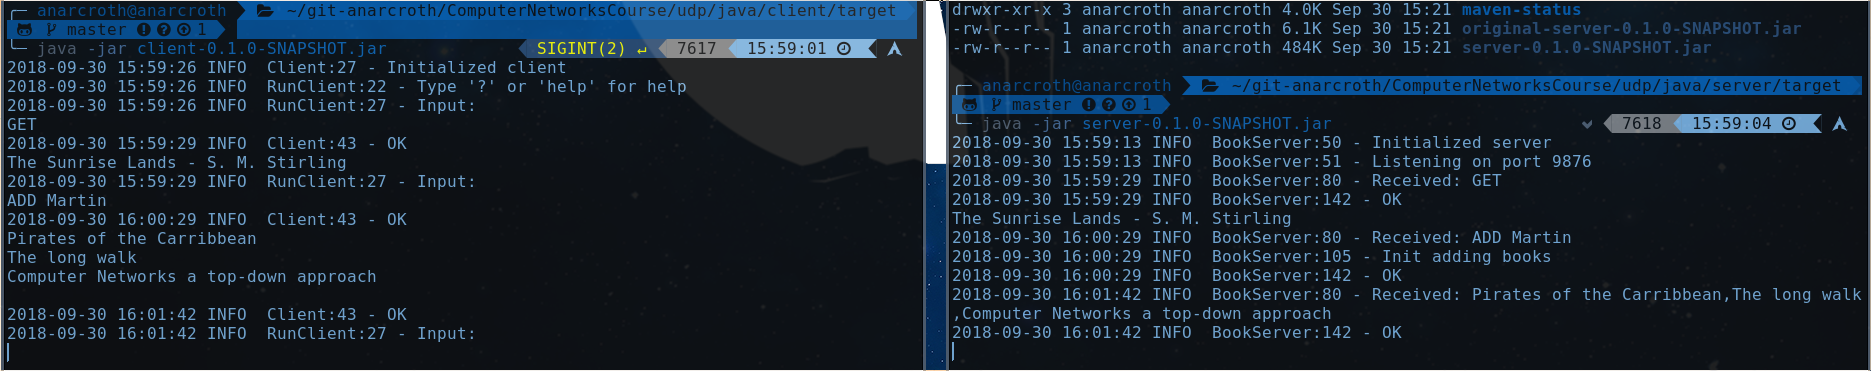 anarcroth@anarcroth ~/git-anarcroth/ComputerNetworksCourse/udp/java/client/target
master 1
java -jar client-0.1.0-SNAPSHOT.jar SIGINT(2) ↵ 7617 15:59:01
2018-09-30 15:59:26 INFO  Client:27 - Initialized client
2018-09-30 15:59:26 INFO  RunClient:22 - Type '?' or 'help' for help
2018-09-30 15:59:26 INFO  RunClient:27 - Input:
GET
2018-09-30 15:59:29 INFO  Client:43 - OK
The Sunrise Lands - S. M. Stirling
2018-09-30 15:59:29 INFO  RunClient:27 - Input:
ADD Martin
2018-09-30 16:00:29 INFO  Client:43 - OK
Pirates of the Carribbean
The long walk
Computer Networks a top-down approach
2018-09-30 16:01:42 INFO  Client:43 - OK
2018-09-30 16:01:42 INFO  RunClient:27 - Input:
drwxr-xr-x 3 anarcroth anarcroth 4.0K Sep 30 15:21 maven-status
-rw-r--r-- 1 anarcroth anarcroth 6.1K Sep 30 15:21 original-server-0.1.0-SNAPSHOT.jar
-rw-r--r-- 1 anarcroth anarcroth 484K Sep 30 15:21 server-0.1.0-SNAPSHOT.jar
anarcroth@anarcroth ~/git-anarcroth/ComputerNetworksCourse/udp/java/server/target
master 1
java -jar server-0.1.0-SNAPSHOT.jar 7618 15:59:04
2018-09-30 15:59:13 INFO  BookServer:50 - Initialized server
2018-09-30 15:59:13 INFO  BookServer:51 - Listening on port 9876
2018-09-30 15:59:29 INFO  BookServer:80 - Received: GET
2018-09-30 15:59:29 INFO  BookServer:142 - OK
The Sunrise Lands - S. M. Stirling
2018-09-30 16:00:29 INFO  BookServer:80 - Received: ADD Martin
2018-09-30 16:00:29 INFO  BookServer:105 - Init adding books
2018-09-30 16:00:29 INFO  BookServer:142 - OK
2018-09-30 16:01:42 INFO  BookServer:80 - Received: Pirates of the Carribbean,The long walk
,Computer Networks a top-down approach
2018-09-30 16:01:42 INFO  BookServer:142 - OK